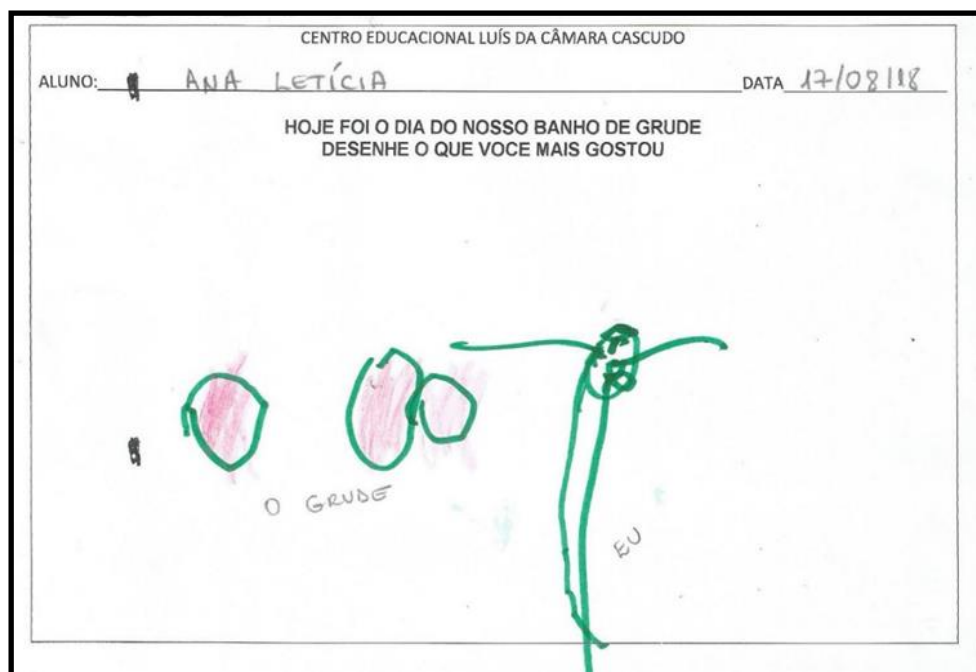 CENTRO EDUCACIONAL LUÍS DA CÂMARA CASCUDO
ALUNO: ANA LETÍCIA DATA 17/08/18
HOJE FOI O DIA DO NOSSO BANHO DE GRUDE
DESENHE O QUE VOCE MAIS GOSTOU
O GRUDE
EU